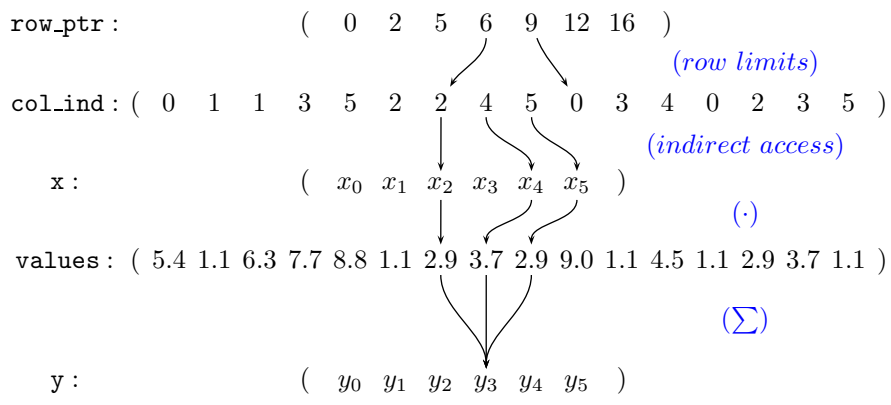 row_ptr : ( 0 2 5 6 9 12 16 )
(row limits)
col_ind : ( 0 1 1 3 5 2 2 4 5 0 3 4 0 2 3 5 )
(indirect access)
x : ( x₀ x₁ x₂ x₃ x₄ x₅ )
(·)
values : ( 5.4 1.1 6.3 7.7 8.8 1.1 2.9 3.7 2.9 9.0 1.1 4.5 1.1 2.9 3.7 1.1 )
(∑)
y : ( y₀ y₁ y₂ y₃ y₄ y₅ )